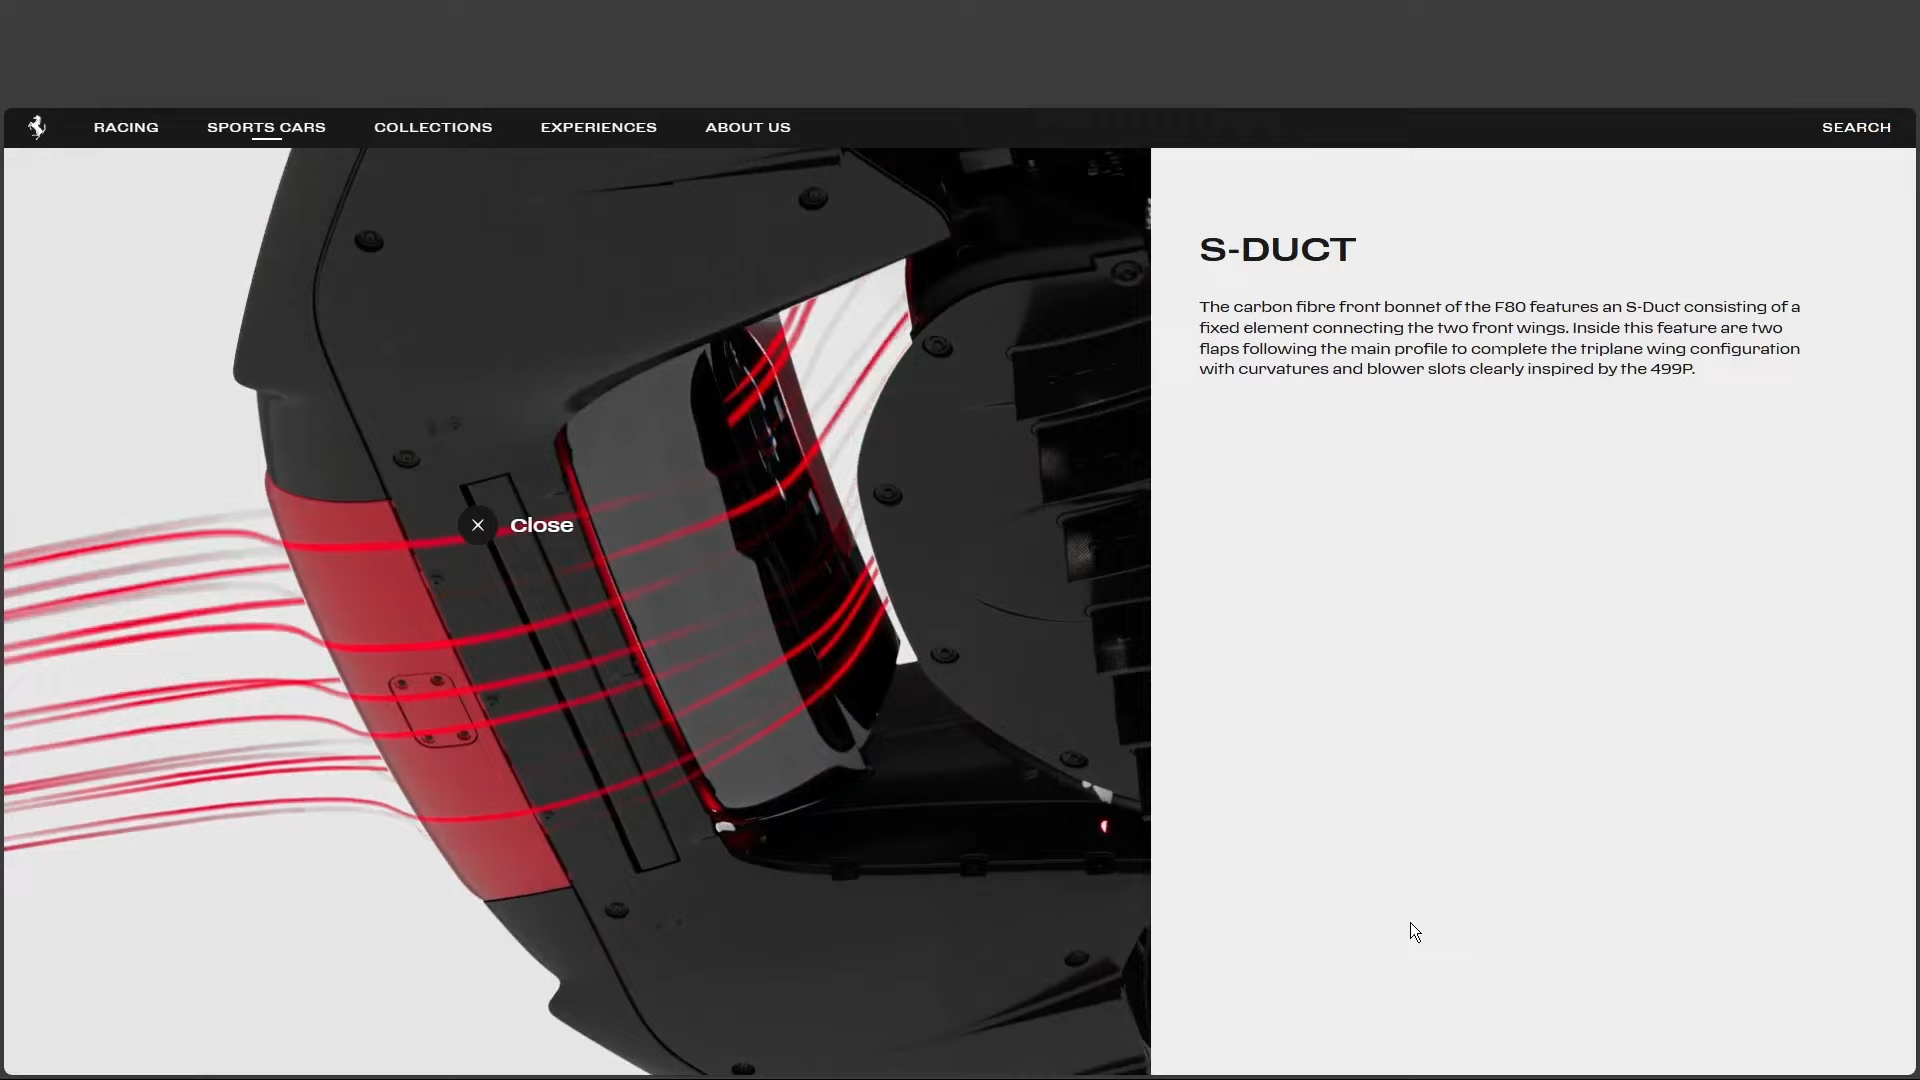 RACING
SPORTS CARS
COLLECTIONS
EXPERIENCES
ABOUT US
SEARCH
S-DUCT
The carbon fibre front bonnet of the F80 features an S-Duct consisting of a
fixed element connecting the two front wings. Inside this feature are two
flaps following the main profile to complete the triplane wing configuration
with curvatures and blower slots clearly inspired by the 499P.
Close